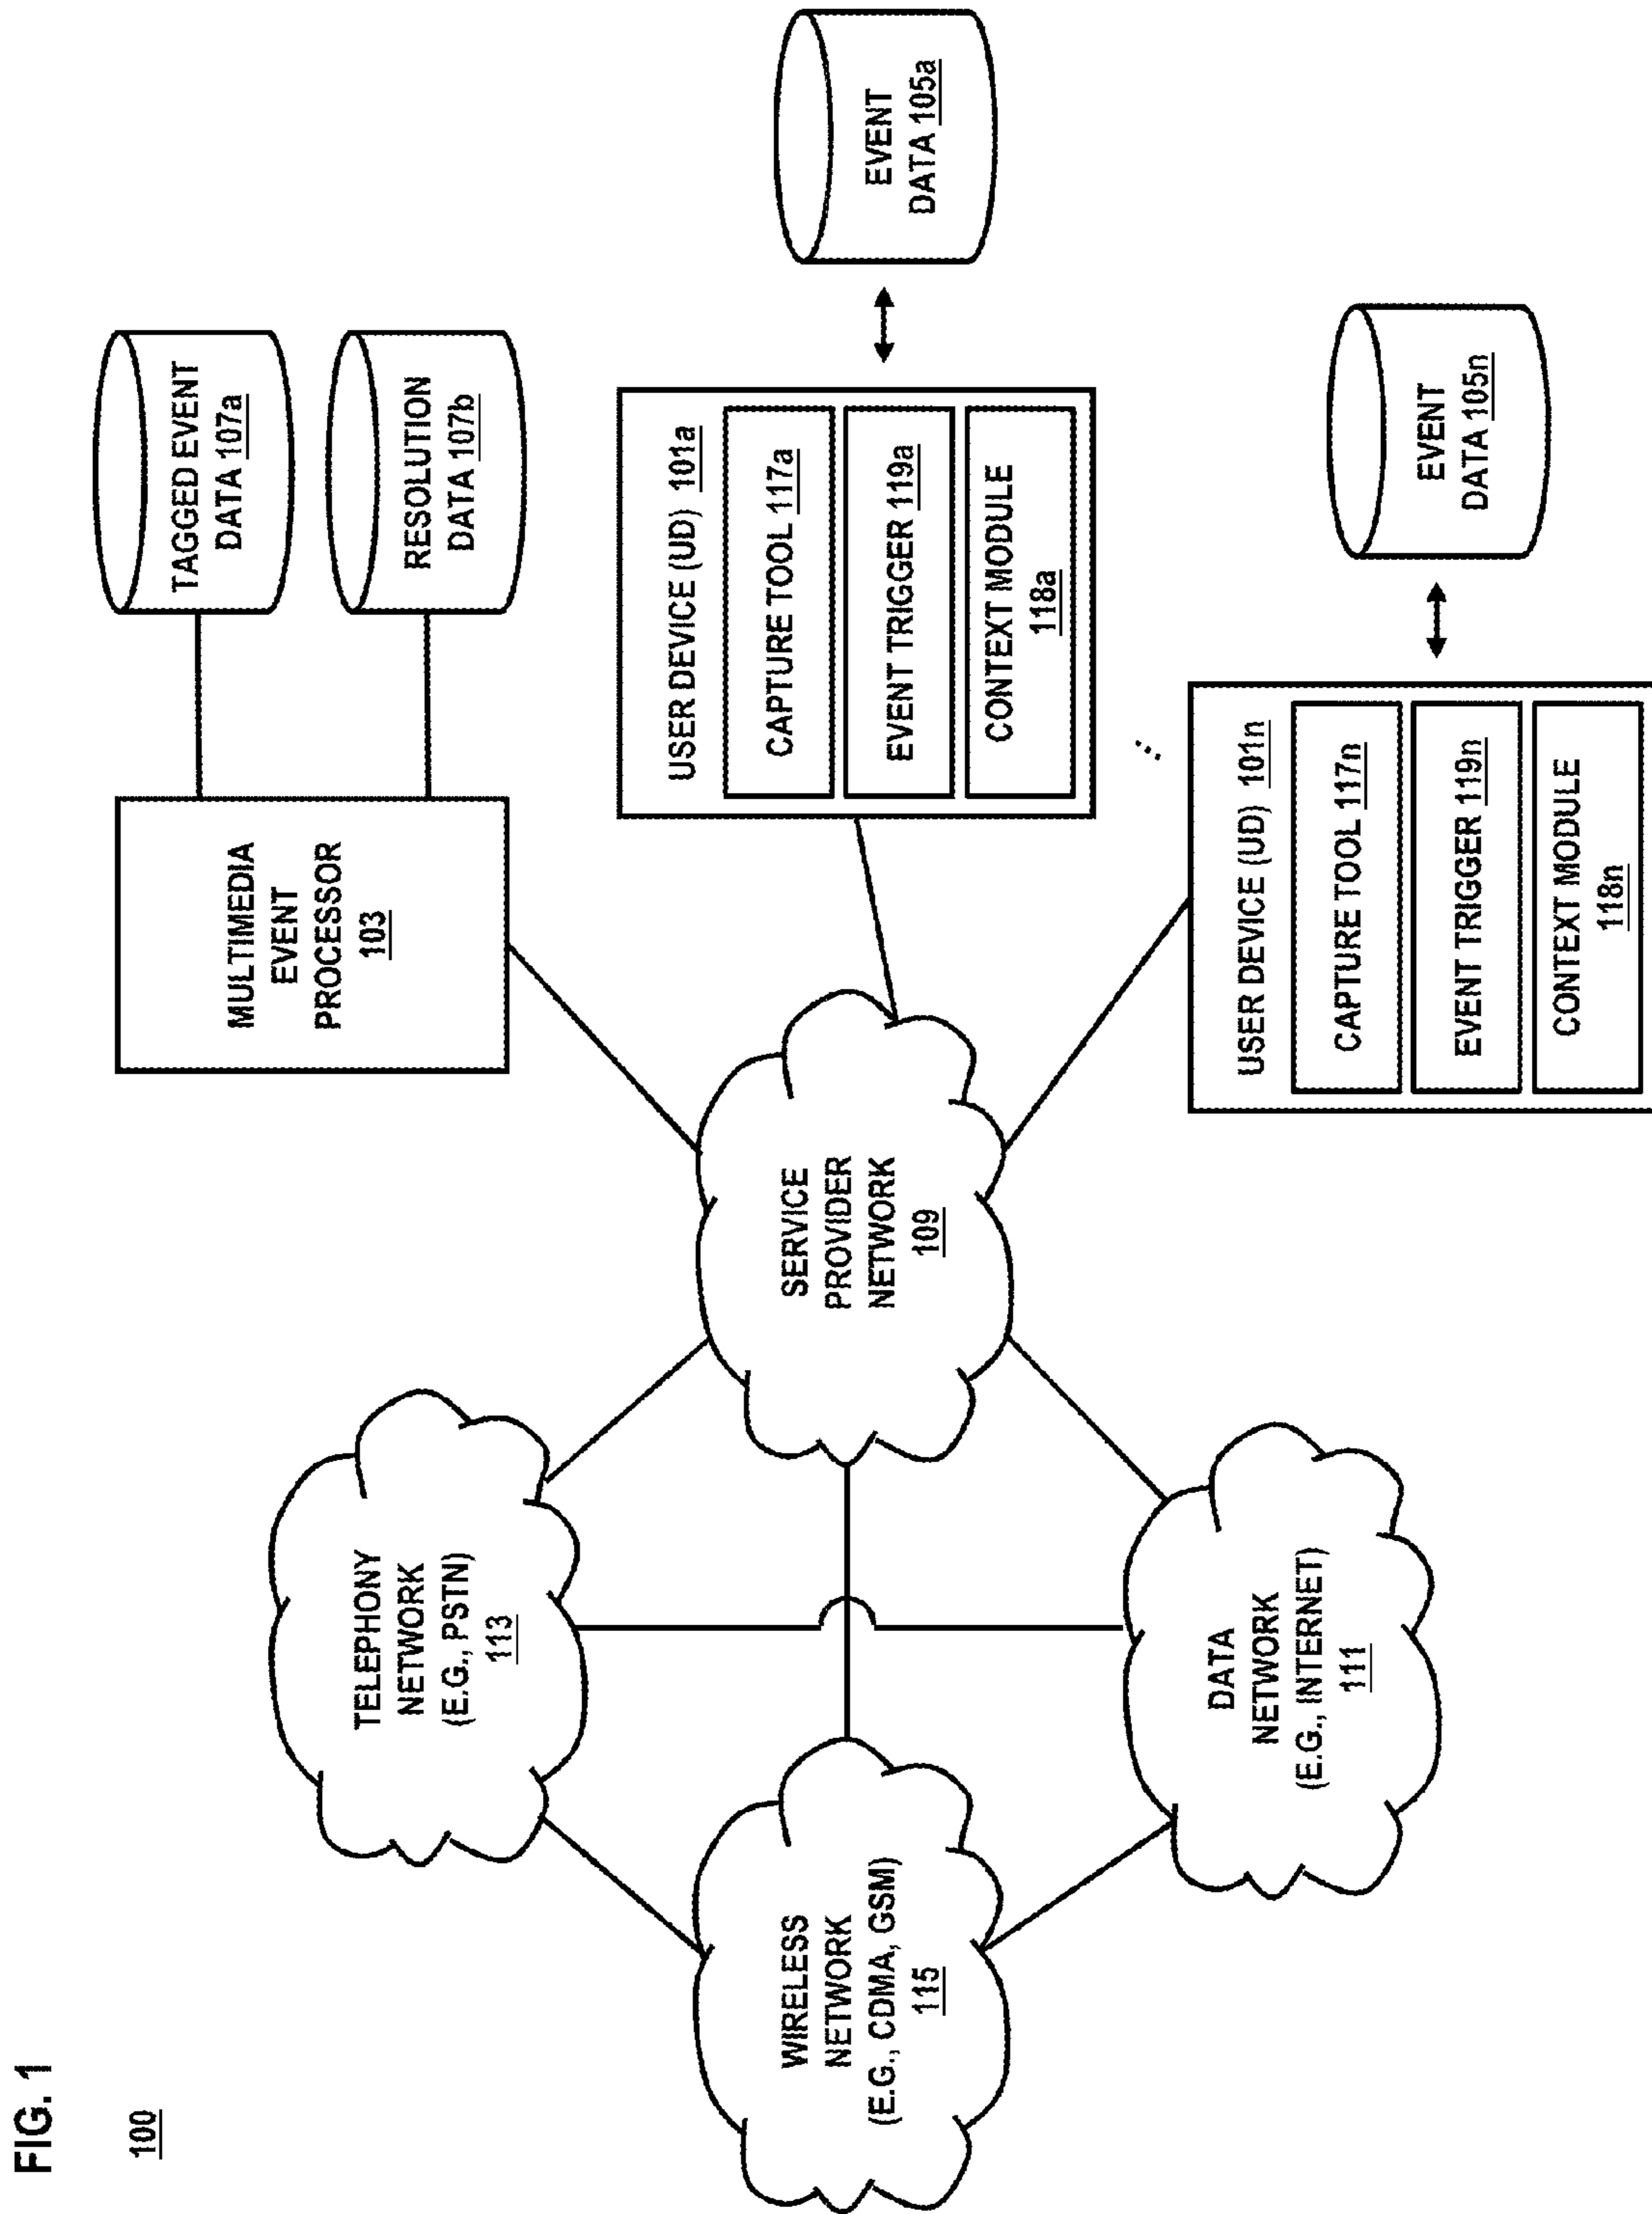 FIG. 1
100
TAGGED EVENT
DATA 107a
RESOLUTION
DATA 107b
MULTIMEDIA
EVENT
PROCESSOR
103
TELEPHONY
NETWORK
(E.G., PSTN)
113
WIRELESS
NETWORK
(E.G., CDMA, GSM)
115
SERVICE
PROVIDER
NETWORK
109
DATA
NETWORK
(E.G., INTERNET)
111
USER DEVICE (UD) 101a
CAPTURE TOOL 117a
EVENT TRIGGER 119a
CONTEXT MODULE
118a
EVENT
DATA 105a
...
USER DEVICE (UD) 101n
CAPTURE TOOL 117n
EVENT TRIGGER 119n
CONTEXT MODULE
118n
EVENT
DATA 105n